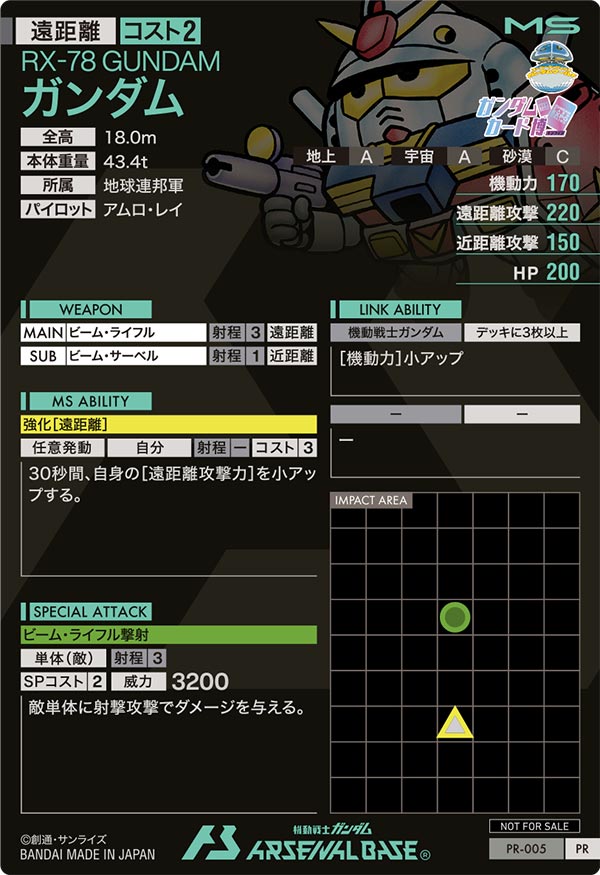 遠距離 コスト2
MS
RX-78 GUNDAM
ガンダム
ガンダム
カード博
全高 18.0m
本体重量 43.4t
所属 地球連邦軍
パイロット アムロ・レイ
地上 A 宇宙 A 砂漠 C
機動力 170
遠距離攻撃 220
近距離攻撃 150
HP 200
WEAPON
MAIN ビーム・ライフル 射程 3 遠距離
SUB ビーム・サーベル 射程 1 近距離
MS ABILITY
強化[遠距離]
任意発動 自分 射程 ー コスト 3
30秒間、自身の[遠距離攻撃力]を小アッ
プする。
SPECIAL ATTACK
ビーム・ライフル撃射
単体(敵) 射程 3
SPコスト 2 威力 3200
敵単体に射撃攻撃でダメージを与える。
LINK ABILITY
機動戦士ガンダム デッキに3枚以上
[機動力]小アップ
ー ー
ー
IMPACT AREA
©創通・サンライズ
BANDAI MADE IN JAPAN
機動戦士ガンダム
ARSENAL BASE®
NOT FOR SALE
PR-005 PR